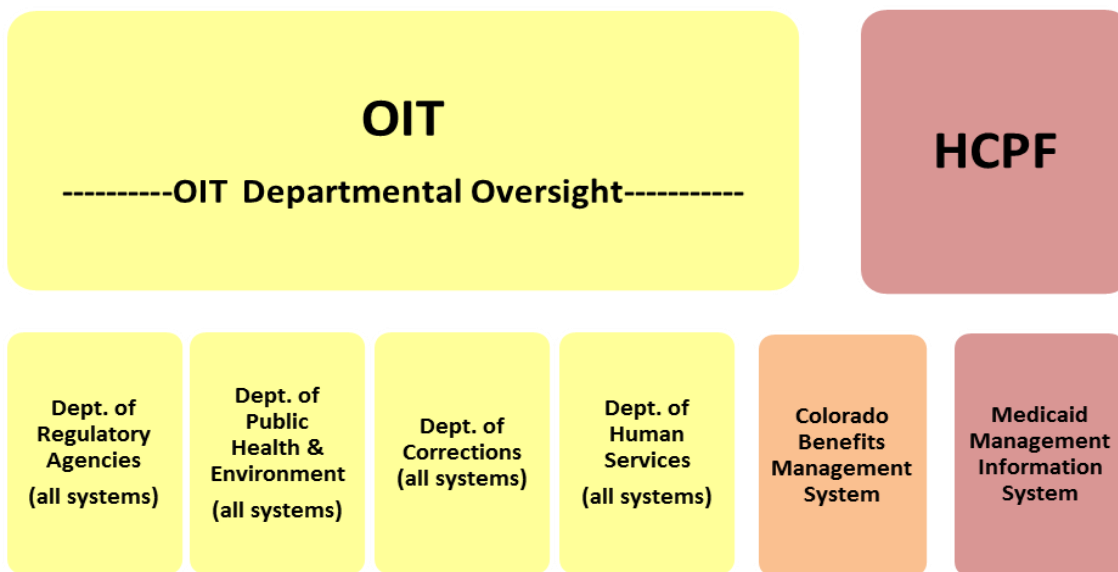 OIT
----------OIT  Departmental Oversight-----------
HCPF
Dept. of
Regulatory
Agencies
(all systems)
Dept. of
Public
Health &
Environment
(all systems)
Dept. of
Corrections
(all systems)
Dept. of
Human
Services
(all systems)
Colorado
Benefits
Management
System
Medicaid
Management
Information
System